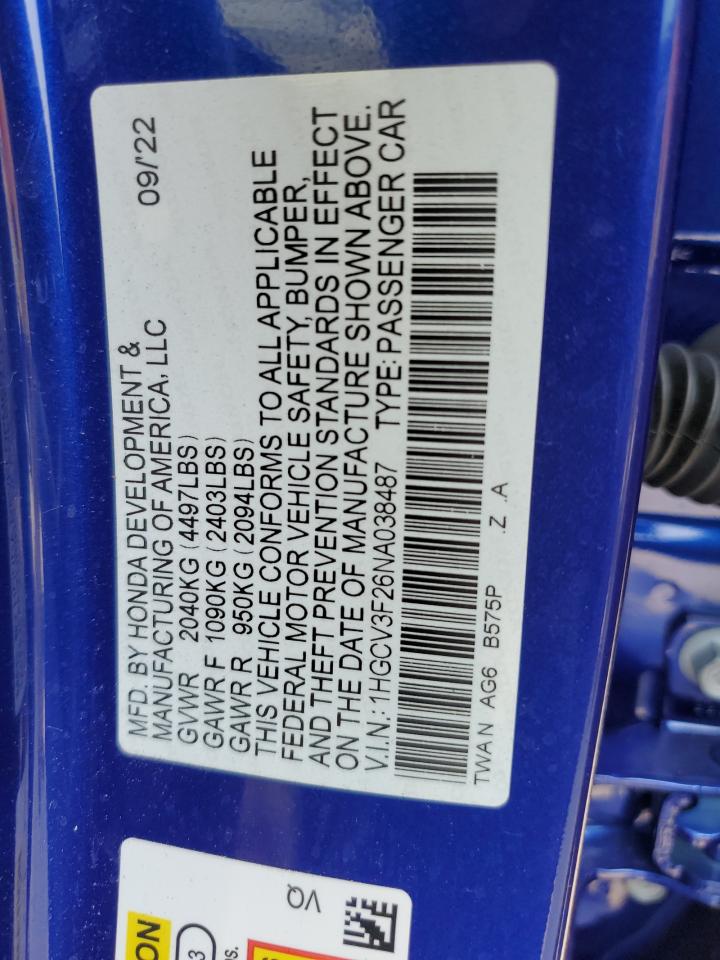 MFD. BY HONDA DEVELOPMENT & 
MANUFACTURING OF AMERICA, LLC 09/'22
GVWR 2040KG (4497LBS)
GAWR F 1090KG (2403LBS)
GAWR R 950KG (2094LBS)
THIS VEHICLE CONFORMS TO ALL APPLICABLE
FEDERAL MOTOR VEHICLE SAFETY, BUMPER,
AND THEFT PREVENTION STANDARDS IN EFFECT
ON THE DATE OF MANUFACTURE SHOWN ABOVE.
V.I.N.: 1HGCV3F26NA038487 TYPE: PASSENGER CAR
TWA N AG6 B575P .Z .A
VQ